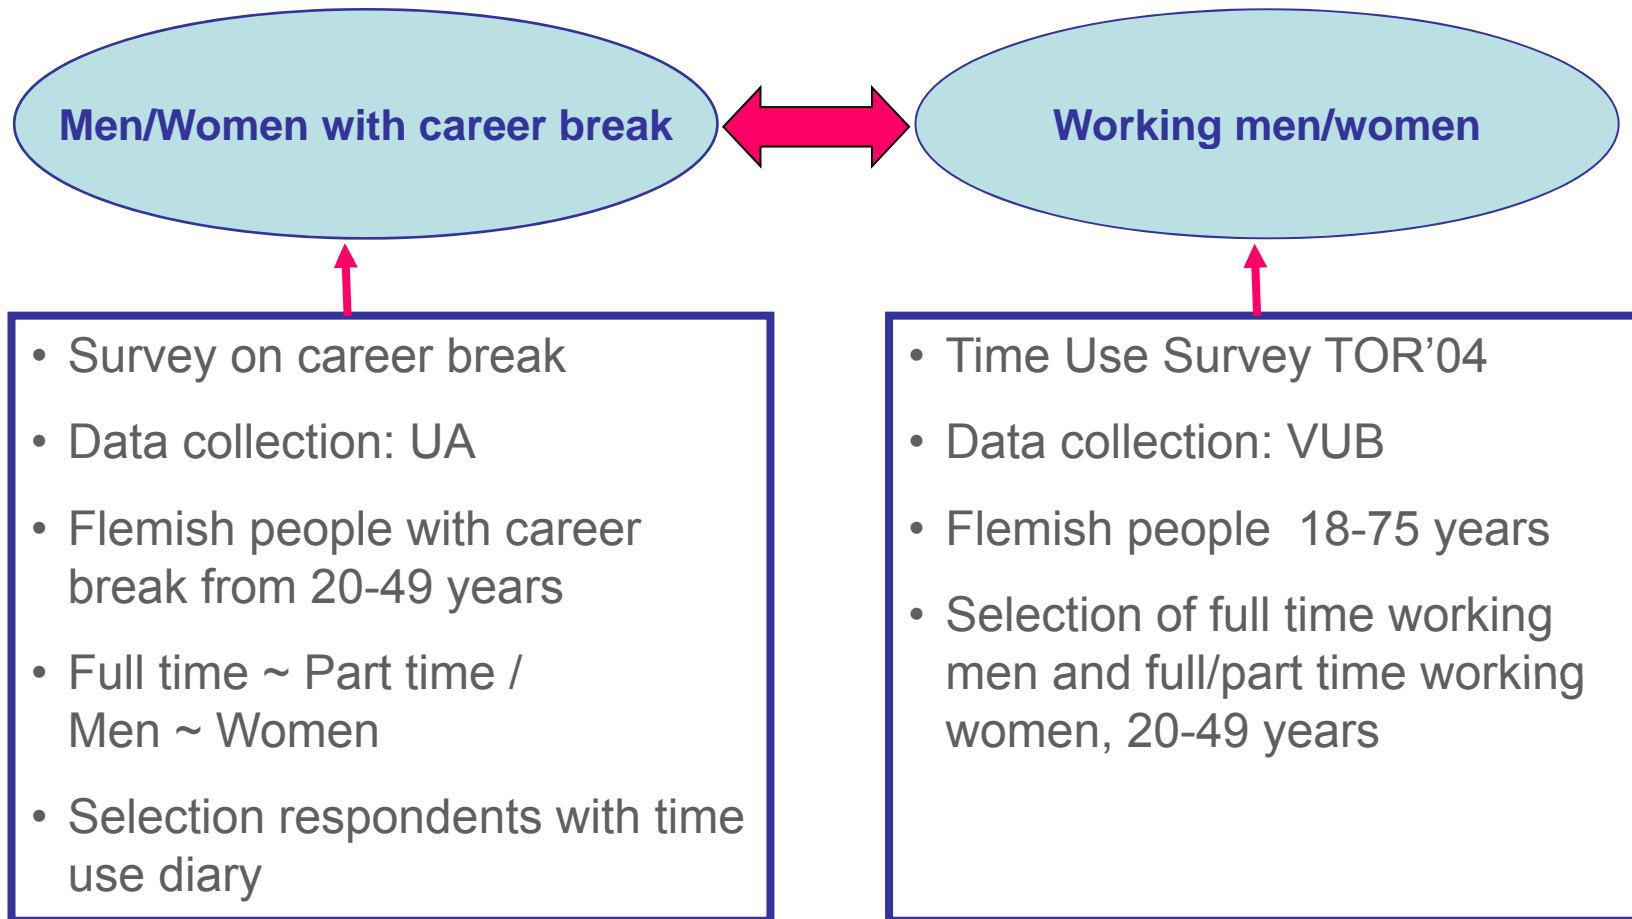 Men/Women with career break
Working men/women
• Survey on career break
• Data collection: UA
• Flemish people with career
break from 20-49 years
• Full time ~ Part time /
Men ~ Women
• Selection respondents with time
use diary
• Time Use Survey TOR’04
• Data collection: VUB
• Flemish people  18-75 years
• Selection of full time working
men and full/part time working
women, 20-49 years